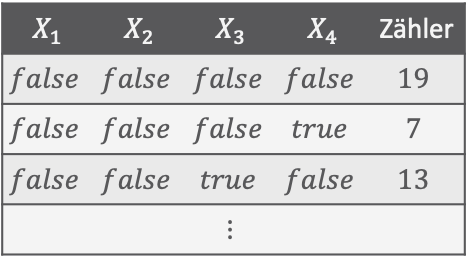 X₁ X₂ X₃ X₄ Zähler
false false false false 19
false false false true 7
false false true false 13
⋮